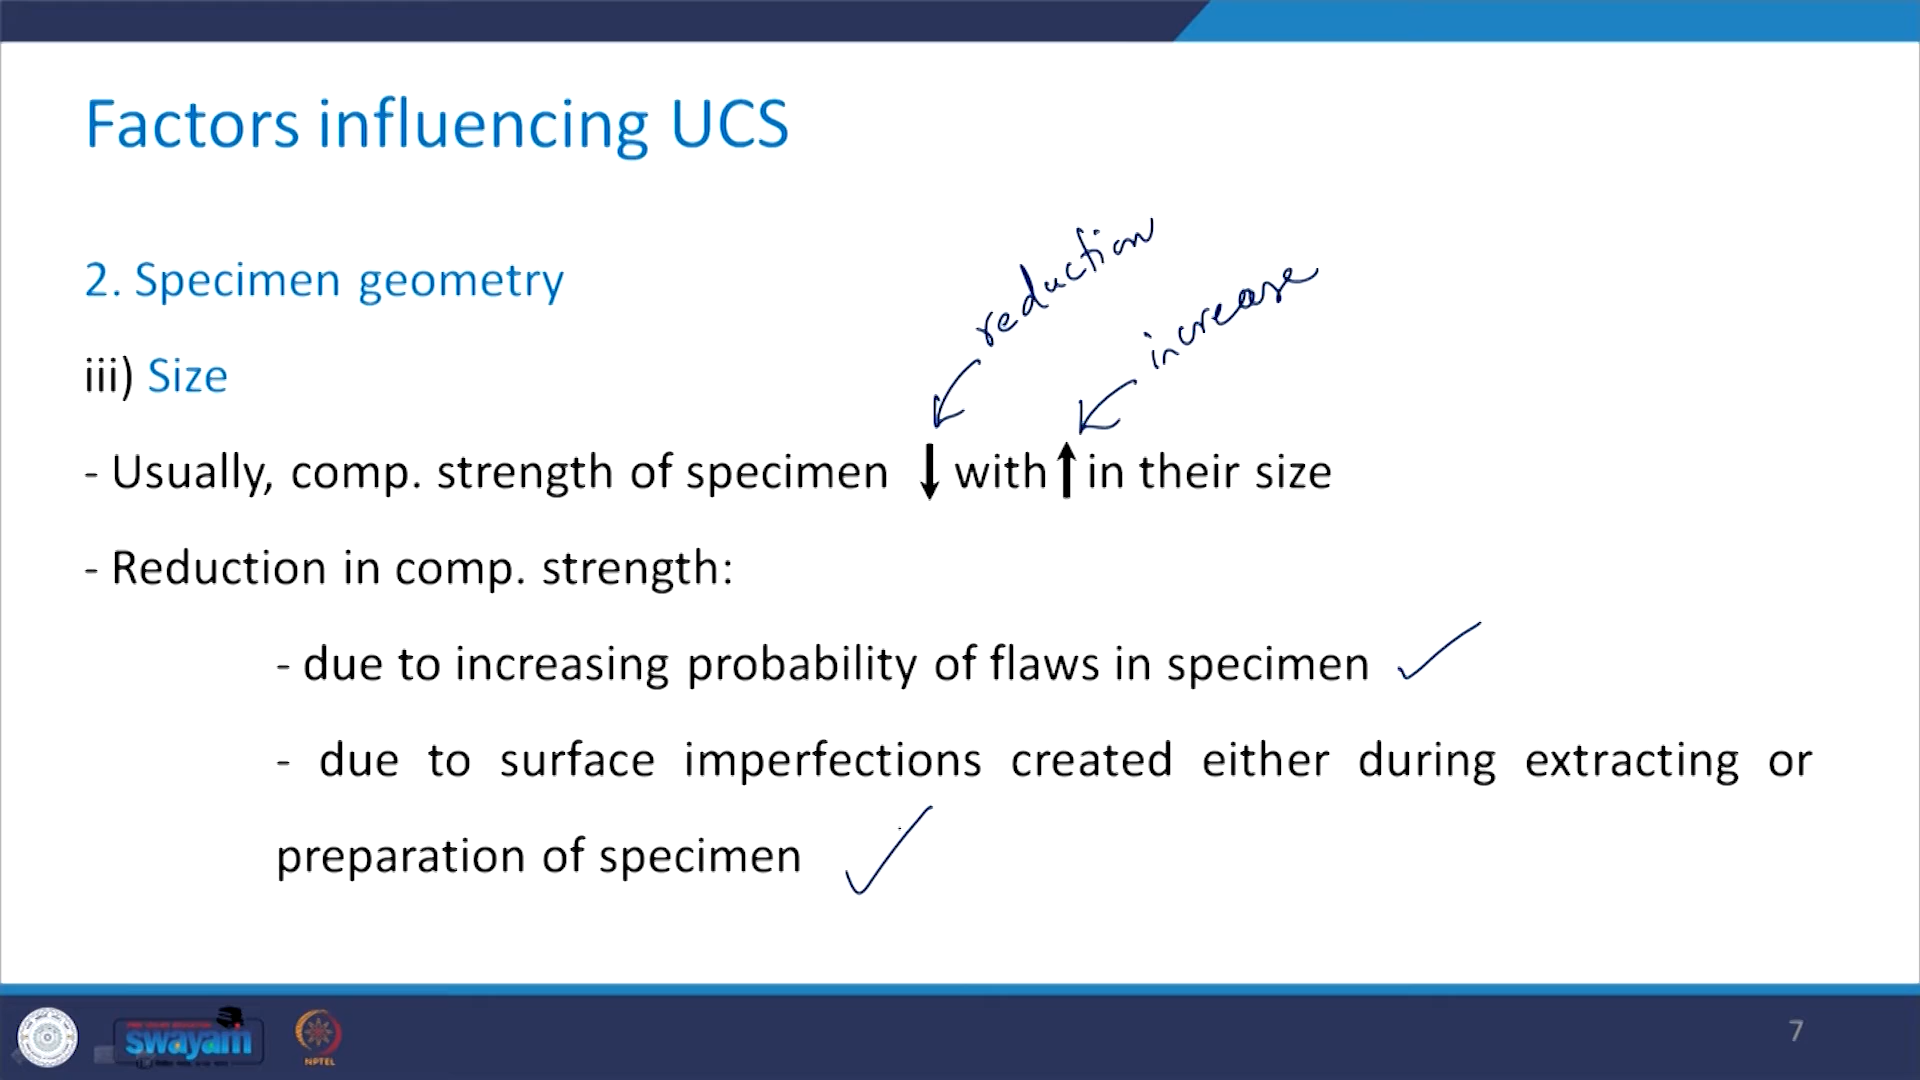 Factors influencing UCS
2. Specimen geometry
reduction
increase
iii) Size
- Usually, comp. strength of specimen ↓ with ↑ in their size
- Reduction in comp. strength:
- due to increasing probability of flaws in specimen ✓
- due to surface imperfections created either during extracting or
preparation of specimen ✓
swayam
NPTEL
7